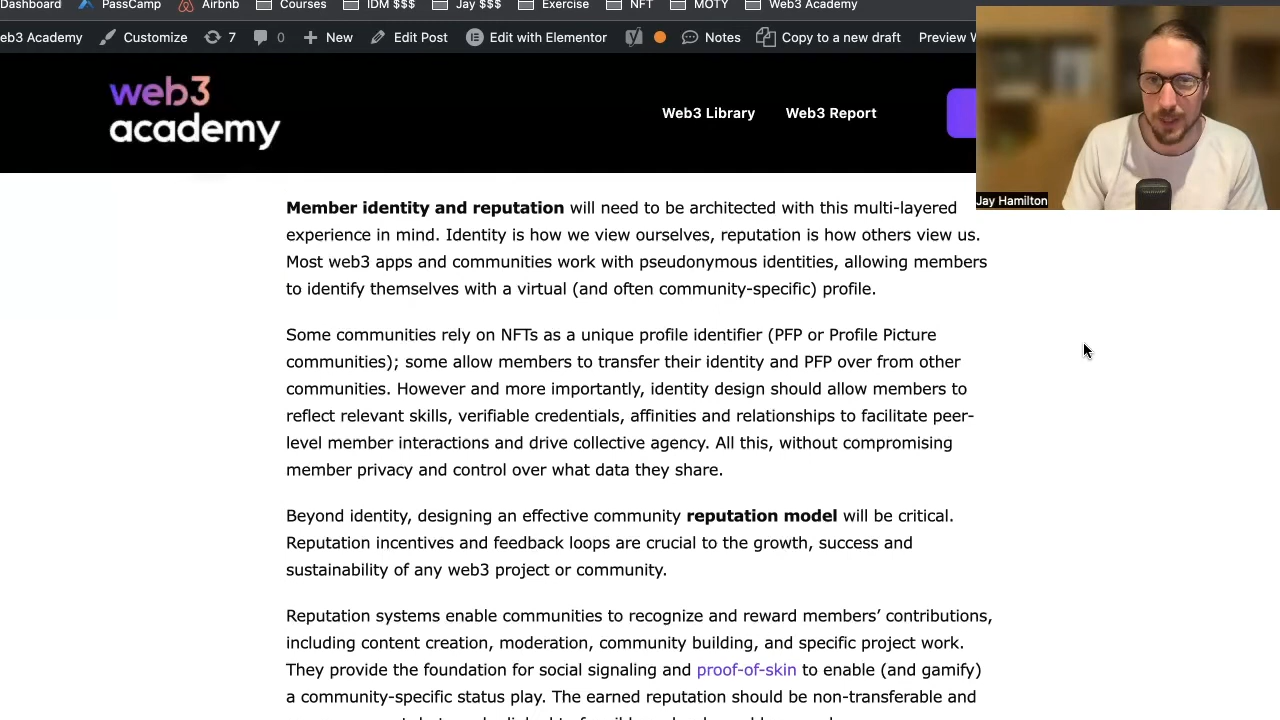 Dashboard PassCamp Airbnb Courses IDM $$$ Jay $$$ Exercise NFT MOTY Web3 Academy
eb3 Academy Customize 7 0 New Edit Post Edit with Elementor Notes Copy to a new draft Preview
web3
academy
Web3 Library Web3 Report
Jay Hamilton
Member identity and reputation will need to be architected with this multi-layered
experience in mind. Identity is how we view ourselves, reputation is how others view us.
Most web3 apps and communities work with pseudonymous identities, allowing members
to identify themselves with a virtual (and often community-specific) profile.
Some communities rely on NFTs as a unique profile identifier (PFP or Profile Picture
communities); some allow members to transfer their identity and PFP over from other
communities. However and more importantly, identity design should allow members to
reflect relevant skills, verifiable credentials, affinities and relationships to facilitate peer-
level member interactions and drive collective agency. All this, without compromising
member privacy and control over what data they share.
Beyond identity, designing an effective community reputation model will be critical.
Reputation incentives and feedback loops are crucial to the growth, success and
sustainability of any web3 project or community.
Reputation systems enable communities to recognize and reward members’ contributions,
including content creation, moderation, community building, and specific project work.
They provide the foundation for social signaling and proof-of-skin to enable (and gamify)
a community-specific status play. The earned reputation should be non-transferable and